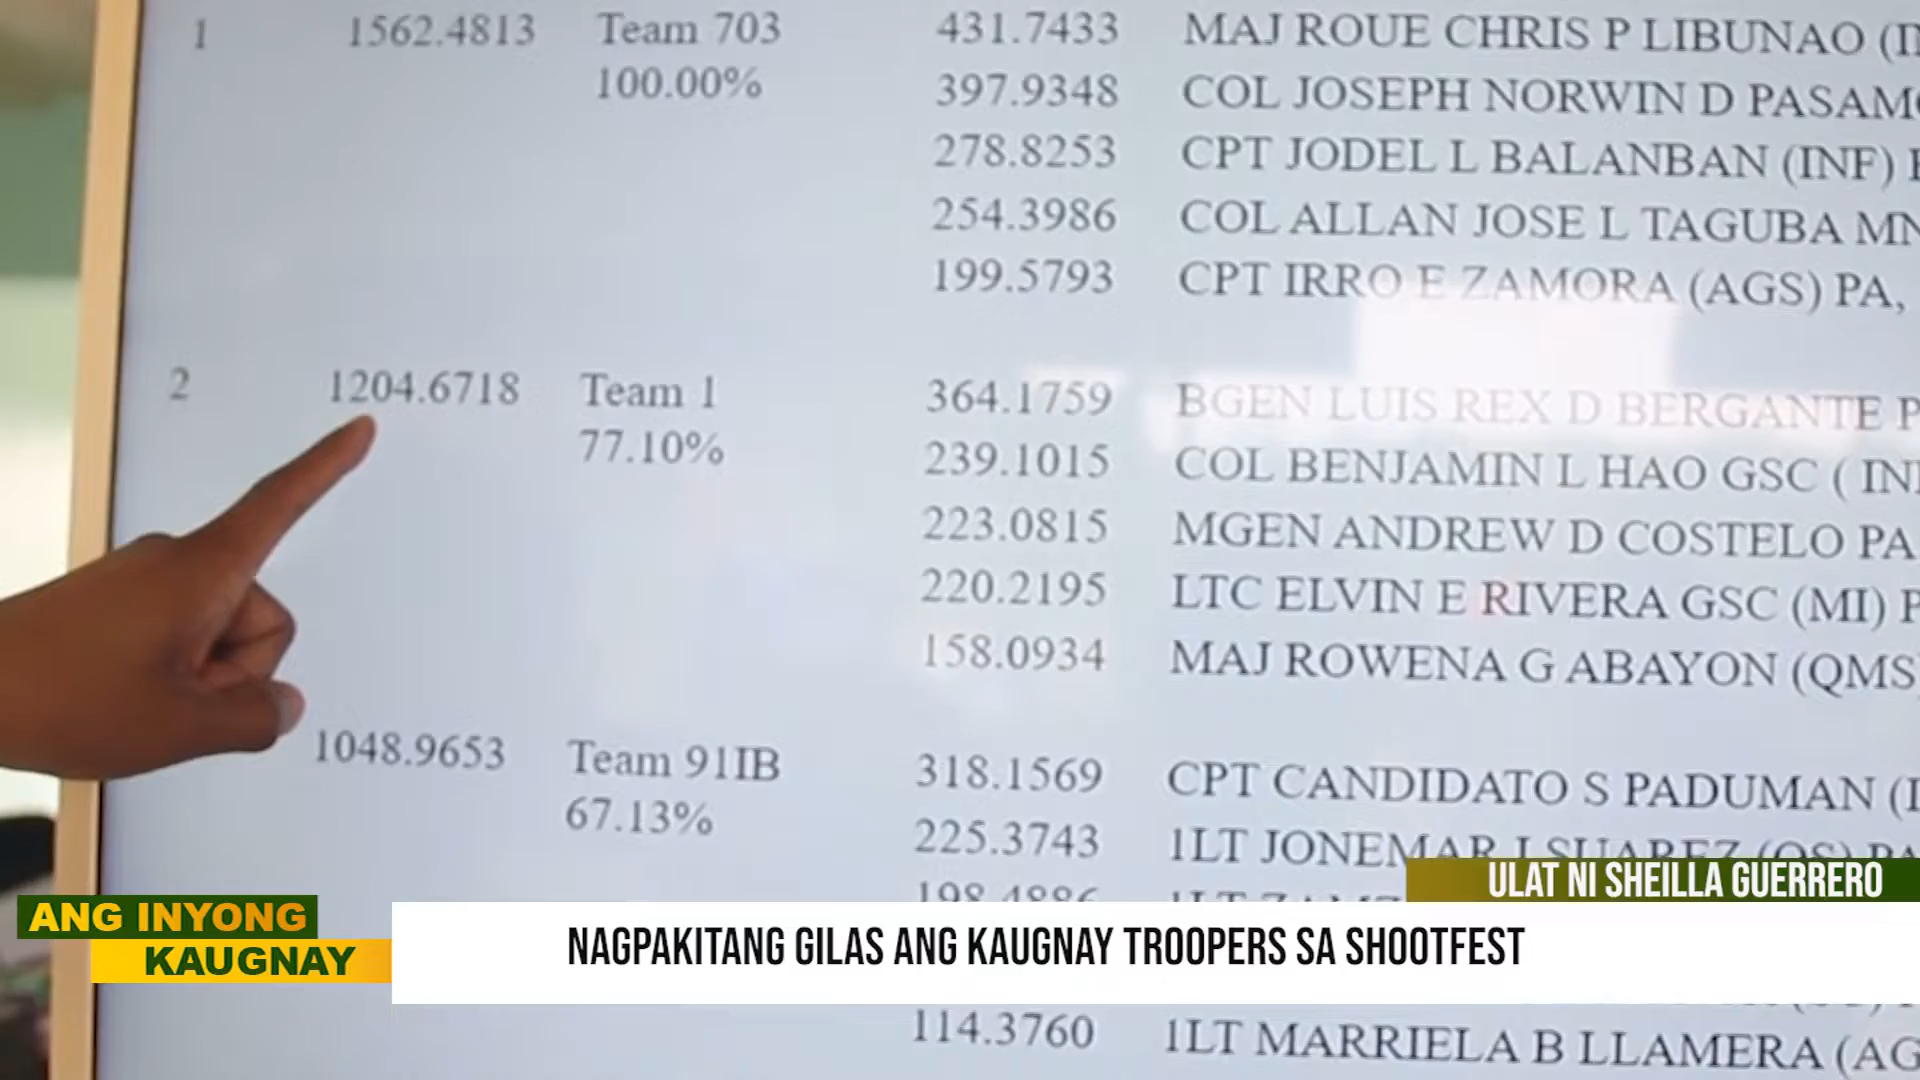 1 1562.4813 Team 703 431.7433 MAJ ROUE CHRIS P LIBUNAO
100.00% 397.9348 COL JOSEPH NORWIN D
278.8253 CPT JODEL L BALANBAN (INF)
254.3986 COL ALLAN JOSE L TAGUBA
199.5793 CPT IRRO E ZAMORA (AGS) PA,
2 1204.6718 Team 1 364.1759 BGEN LUIS REX D BERGANTE
77.10% 239.1015 COL BENJAMIN L HAO GSC
223.0815 MGEN ANDREW D COSTELO PA
220.2195 LTC ELVIN E RIVERA GSC (MI)
158.0934 MAJ ROWENA G ABAYON (QMS)
1048.9653 Team 91IB 318.1569 CPT CANDIDATO S PADUMAN
67.13% 225.3743 1LT JONEMAR J SUAREZ
114.3760 1LT MARRIELA B LLAMERA
ULAT NI SHEILLA GUERRERO
ANG INYONG
KAUGNAY
NAGPAKITANG GILAS ANG KAUGNAY TROOPERS SA SHOOTFEST